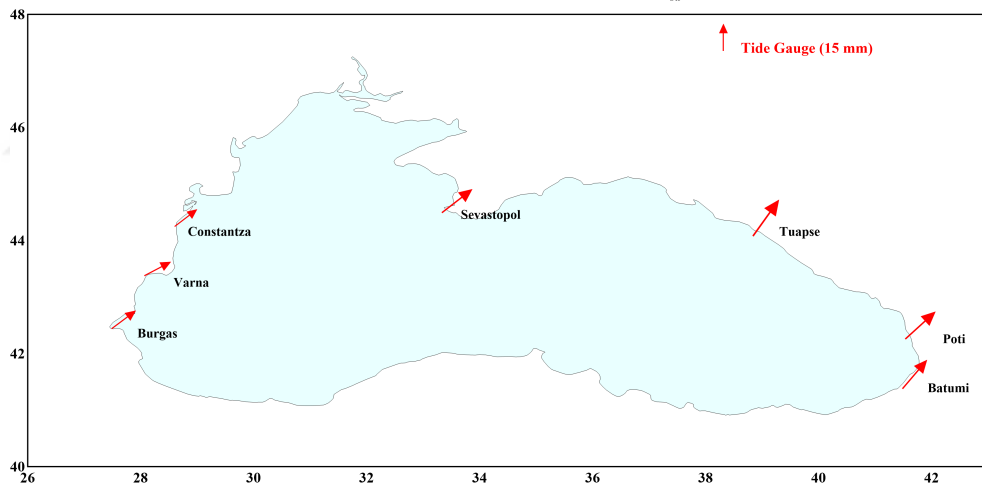 48
Tide Gauge (15 mm)
46
Sevastopol
Constantza
44
Tuapse
Varna
Burgas
42
Poti
Batumi
40
26 28 30 32 34 36 38 40 42